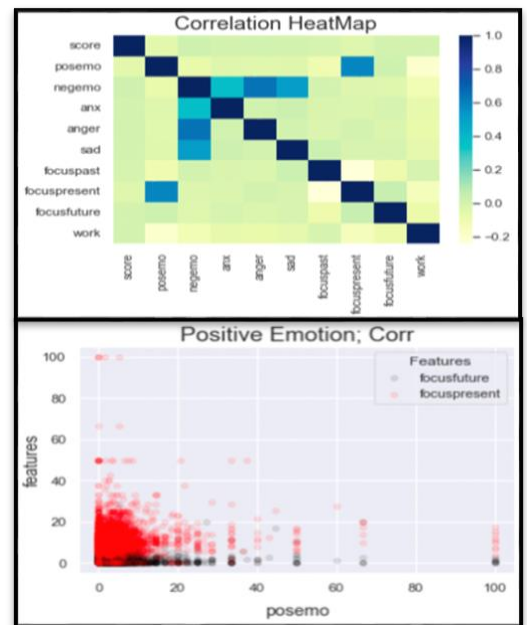 Correlation HeatMap
score
posemo
negemo
anx
anger
sad
focuspast
focuspresent
focusfuture
work
1.0
0.8
0.6
0.4
0.2
0.0
−0.2
score
posemo
negemo
anx
anger
sad
focuspast
focuspresent
focusfuture
work
Positive Emotion; Corr
Features
focusfuture
focuspresent
features
100
80
60
40
20
0
0 20 40 60 80 100
posemo